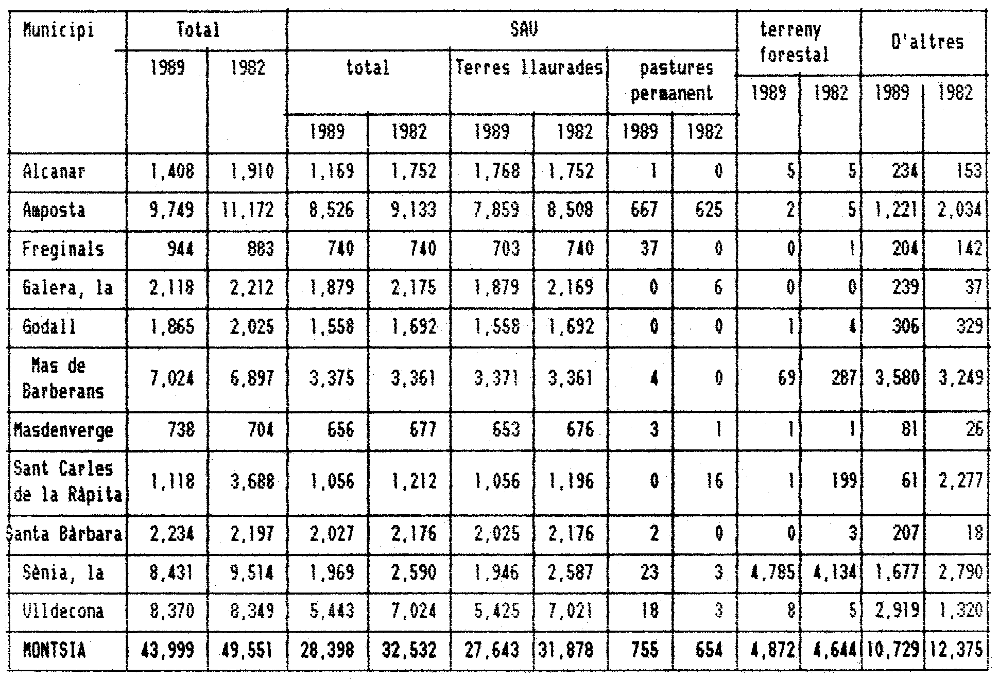 Municipi Total SAU terreny forestal D'altres
1989 1982 total Terres llaurades pastures permanent 1989 1982 1989 1982
1989 1982 1989 1982 1989 1982
Alcanar 1,408 1,910 1,169 1,752 1,768 1,752 1 0 5 5 234 153
Amposta 9,749 11,172 8,526 9,133 7,859 8,508 667 625 2 5 1,221 2,034
Freginals 944 883 740 740 703 740 37 0 0 1 204 142
Galera, la 2,118 2,212 1,879 2,175 1,879 2,169 0 6 0 0 239 37
Godall 1,865 2,025 1,558 1,692 1,558 1,692 0 0 1 4 306 329
Mas de Barberans 7,024 6,897 3,375 3,361 3,371 3,361 4 0 69 287 3,580 3,249
Masdenverge 738 704 656 677 653 676 3 1 1 1 81 26
Sant Carles de la Ràpita 1,118 3,688 1,056 1,212 1,056 1,196 0 16 1 199 61 2,277
Santa Bàrbara 2,234 2,197 2,027 2,176 2,025 2,176 2 0 0 3 207 18
Sènia, la 8,431 9,514 1,969 2,590 1,946 2,587 23 3 4,785 4,134 1,677 2,790
Ulldecona 8,370 8,349 5,443 7,024 5,425 7,021 18 3 8 5 2,919 1,320
MONTSIA 43,999 49,551 28,398 32,532 27,643 31,878 755 654 4,872 4,644 10,729 12,375